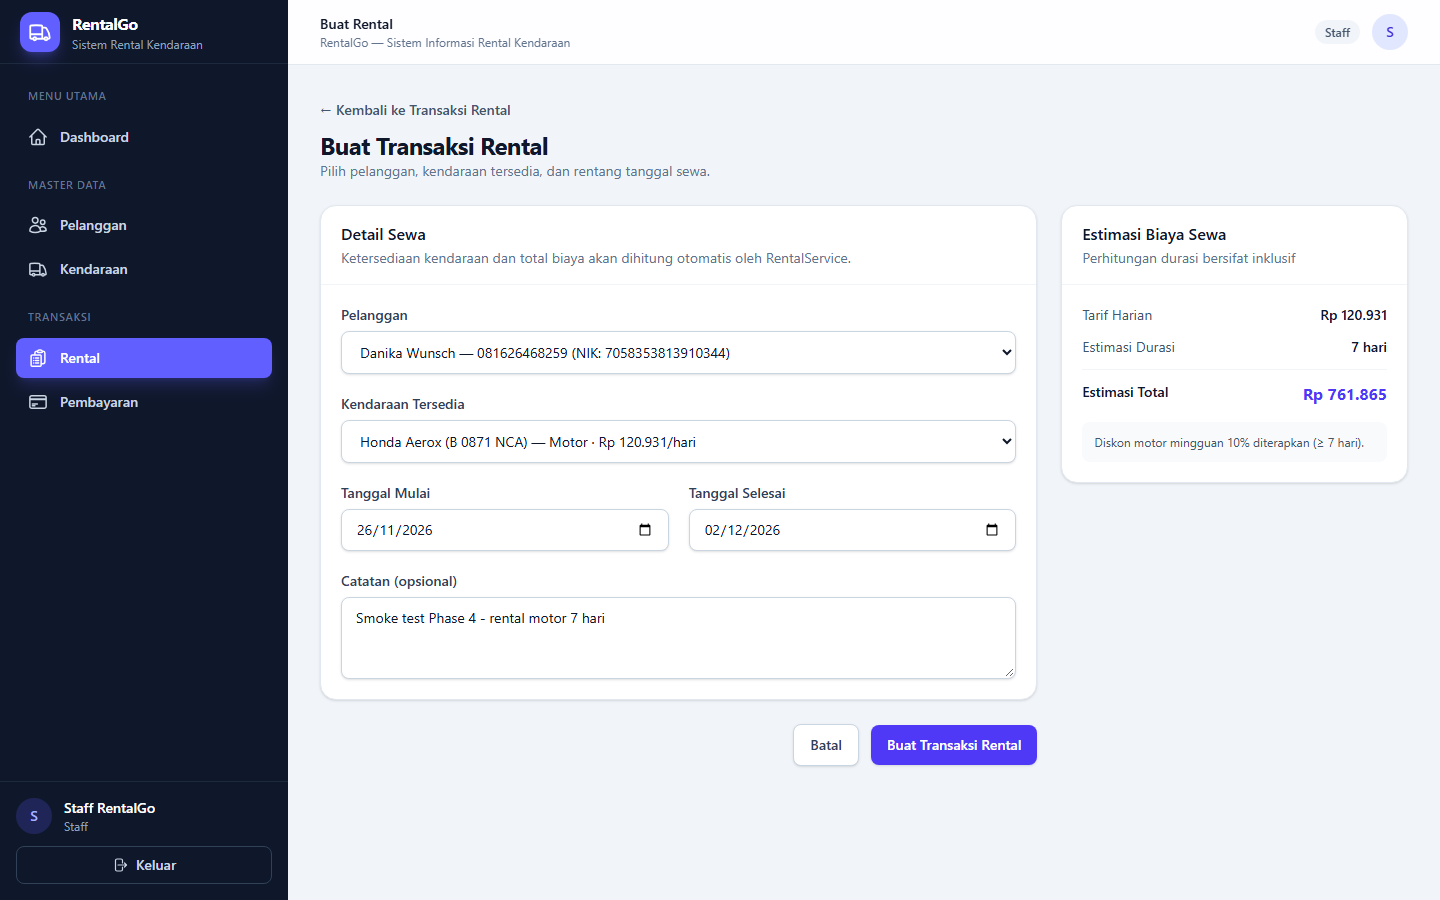 RentalGo
Sistem Rental Kendaraan
MENU UTAMA
Dashboard
MASTER DATA
Pelanggan
Kendaraan
TRANSAKSI
Rental
Pembayaran
S
Staff RentalGo
Staff
Keluar
Buat Rental
RentalGo — Sistem Informasi Rental Kendaraan
Staff
S
← Kembali ke Transaksi Rental
Buat Transaksi Rental
Pilih pelanggan, kendaraan tersedia, dan rentang tanggal sewa.
Detail Sewa
Ketersediaan kendaraan dan total biaya akan dihitung otomatis oleh RentalService.
Pelanggan
Danika Wunsch — 081626468259 (NIK: 7058353813910344)
Kendaraan Tersedia
Honda Aerox (B 0871 NCA) — Motor · Rp 120.931/hari
Tanggal Mulai
26/11/2026
Tanggal Selesai
02/12/2026
Catatan (opsional)
Smoke test Phase 4 - rental motor 7 hari
Batal
Buat Transaksi Rental
Estimasi Biaya Sewa
Perhitungan durasi bersifat inklusif
Tarif Harian Rp 120.931
Estimasi Durasi 7 hari
Estimasi Total Rp 761.865
Diskon motor mingguan 10% diterapkan (≥ 7 hari).